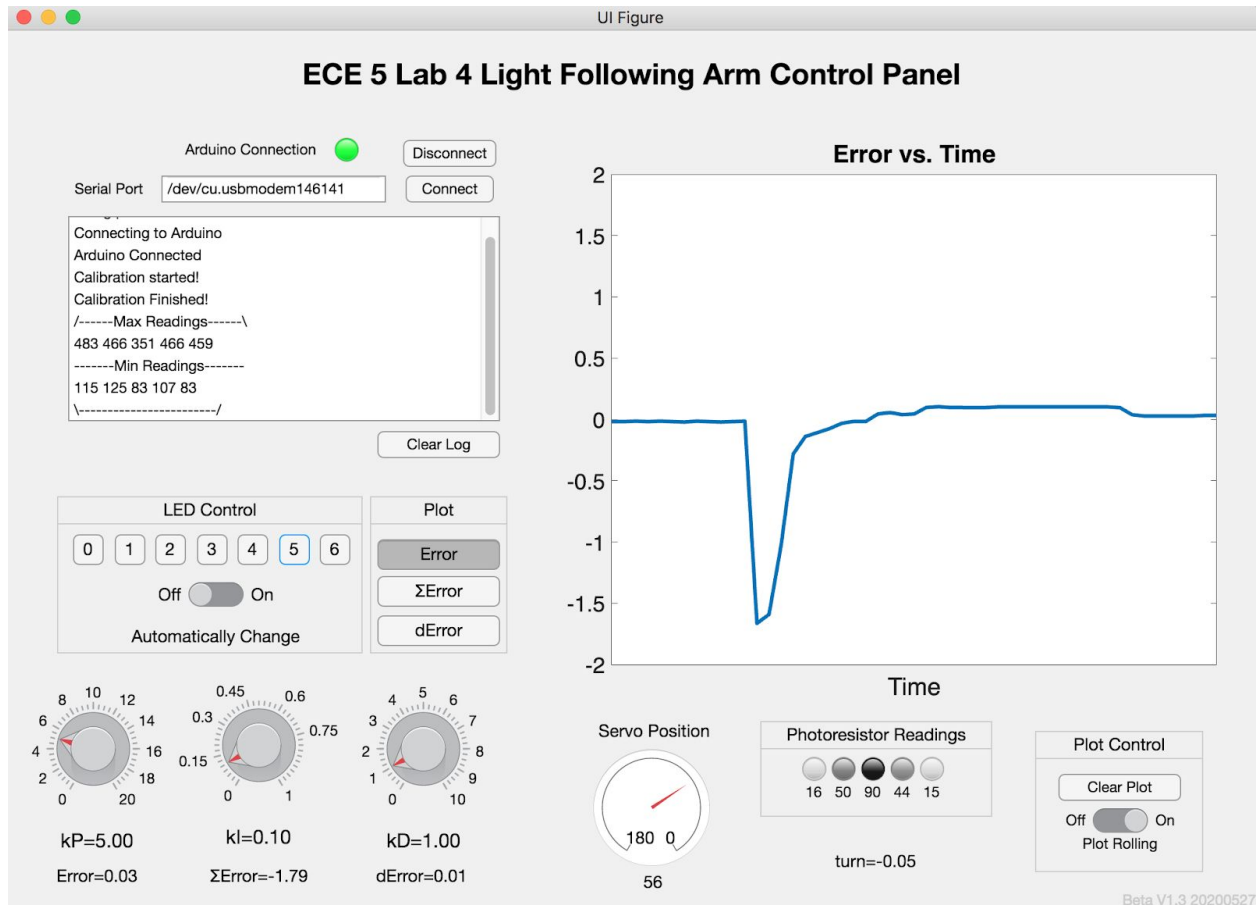 UI Figure
ECE 5 Lab 4 Light Following Arm Control Panel
Arduino Connection
Disconnect
Serial Port
/dev/cu.usbmodem146141
Connect
Connecting to Arduino
Arduino Connected
Calibration started!
Calibration Finished!
/------Max Readings------\
483 466 351 466 459
-------Min Readings-------
115 125 83 107 83
\------------------------/
Clear Log
LED Control
0 1 2 3 4 5 6
Off On
Automatically Change
Plot
Error
ΣError
dError
0 2 4 6 8 10 12 14 16 18 20
kP=5.00
Error=0.03
0 0.15 0.3 0.45 0.6 0.75 1
kI=0.10
ΣError=-1.79
0 1 2 3 4 5 6 7 8 9 10
kD=1.00
dError=0.01
Error vs. Time
2
1.5
1
0.5
0
-0.5
-1
-1.5
-2
Time
Servo Position
180 0
56
Photoresistor Readings
16 50 90 44 15
turn=-0.05
Plot Control
Clear Plot
Off On
Plot Rolling
Beta V1.3 20200527